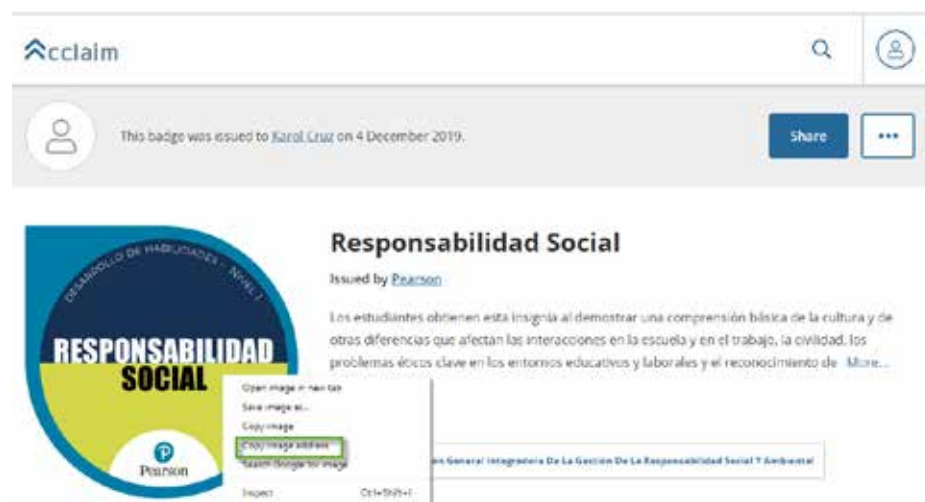 cclaim
This badge was issued to Karol Cruz on 4 December 2019.
Share
DESARROLLO DE HABILIDADES - NIVEL 1
RESPONSABILIDAD
SOCIAL
Pearson
Responsabilidad Social
Issued by Pearson
Los estudiantes obtienen esta insignia al demostrar una comprensión básica de la cultura y de
otras diferencias que afectan las interacciones en la escuela y en el trabajo, la civilidad, los
problemas éticos clave en los entornos educativos y laborales y el reconocimiento de More...
Open image in new tab
Save image as...
Copy image
Copy image address
Search Google for image
Inspect Ctrl+Shift+I
General Integradora De La Gestión De La Responsabilidad Social Y Ambiental